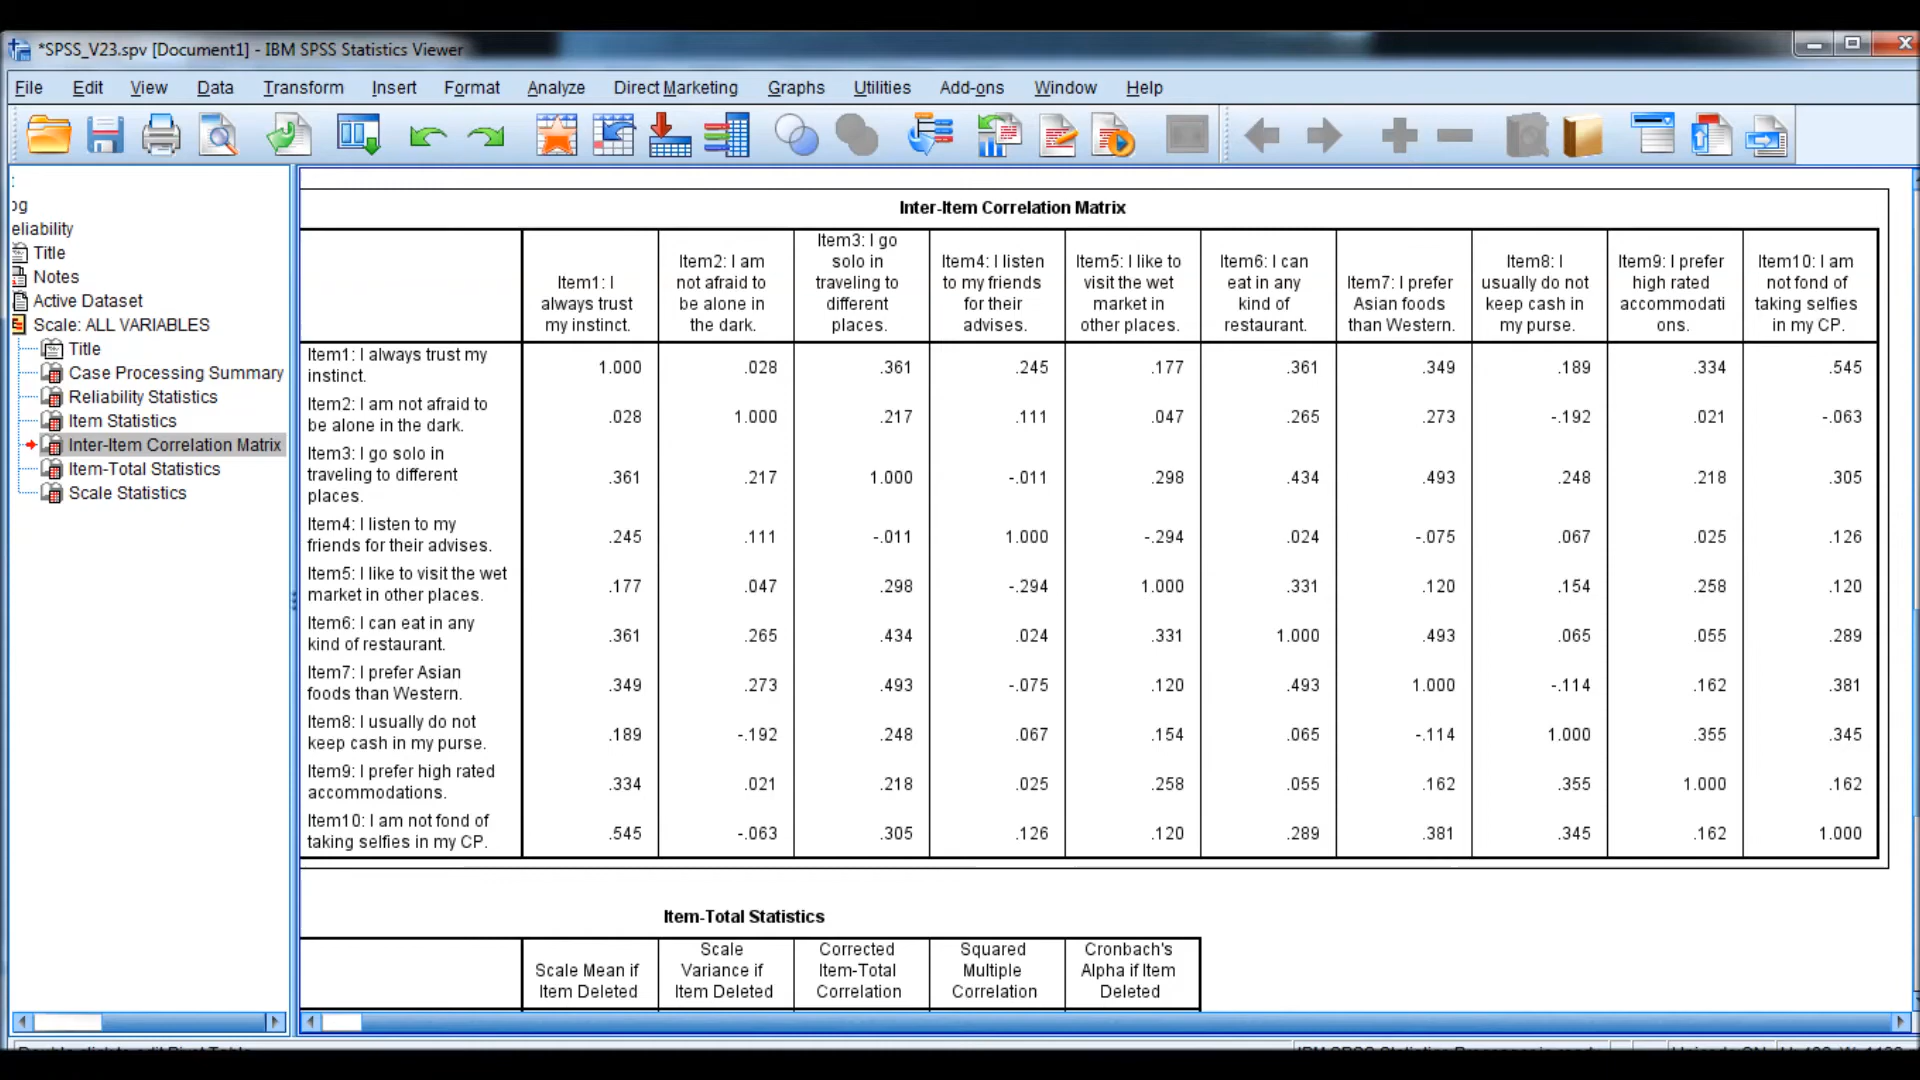 *SPSS_V23.spv [Document1] - IBM SPSS Statistics Viewer
File Edit View Data Transform Insert Format Analyze Direct Marketing Graphs Utilities Add-ons Window Help
:
og
eliability
Title
Notes
Active Dataset
Scale: ALL VARIABLES
Title
Case Processing Summary
Reliability Statistics
Item Statistics
Inter-Item Correlation Matrix
Item-Total Statistics
Scale Statistics
Inter-Item Correlation Matrix
Item1: I
always trust
my instinct.
Item2: I am
not afraid to
be alone in
the dark.
Item3: I go
solo in
traveling to
different
places.
Item4: I listen
to my friends
for their
advises.
Item5: I like to
visit the wet
market in
other places.
Item6: I can
eat in any
kind of
restaurant.
Item7: I prefer
Asian foods
than Western.
Item8: I
usually do not
keep cash in
my purse.
Item9: I prefer
high rated
accommodati
ons.
Item10: I am
not fond of
taking selfies
in my CP.
Item1: I always trust my
instinct.
1.000 .028 .361 .245 .177 .361 .349 .189 .334 .545
Item2: I am not afraid to
be alone in the dark.
.028 1.000 .217 .111 .047 .265 .273 -.192 .021 -.063
Item3: I go solo in
traveling to different
places.
.361 .217 1.000 -.011 .298 .434 .493 .248 .218 .305
Item4: I listen to my
friends for their advises.
.245 .111 -.011 1.000 -.294 .024 -.075 .067 .025 .126
Item5: I like to visit the wet
market in other places.
.177 .047 .298 -.294 1.000 .331 .120 .154 .258 .120
Item6: I can eat in any
kind of restaurant.
.361 .265 .434 .024 .331 1.000 .493 .065 .055 .289
Item7: I prefer Asian
foods than Western.
.349 .273 .493 -.075 .120 .493 1.000 -.114 .162 .381
Item8: I usually do not
keep cash in my purse.
.189 -.192 .248 .067 .154 .065 -.114 1.000 .355 .345
Item9: I prefer high rated
accommodations.
.334 .021 .218 .025 .258 .055 .162 .355 1.000 .162
Item10: I am not fond of
taking selfies in my CP.
.545 -.063 .305 .126 .120 .289 .381 .345 .162 1.000
Item-Total Statistics
Scale Mean if
Item Deleted
Scale
Variance if
Item Deleted
Corrected
Item-Total
Correlation
Squared
Multiple
Correlation
Cronbach's
Alpha if Item
Deleted